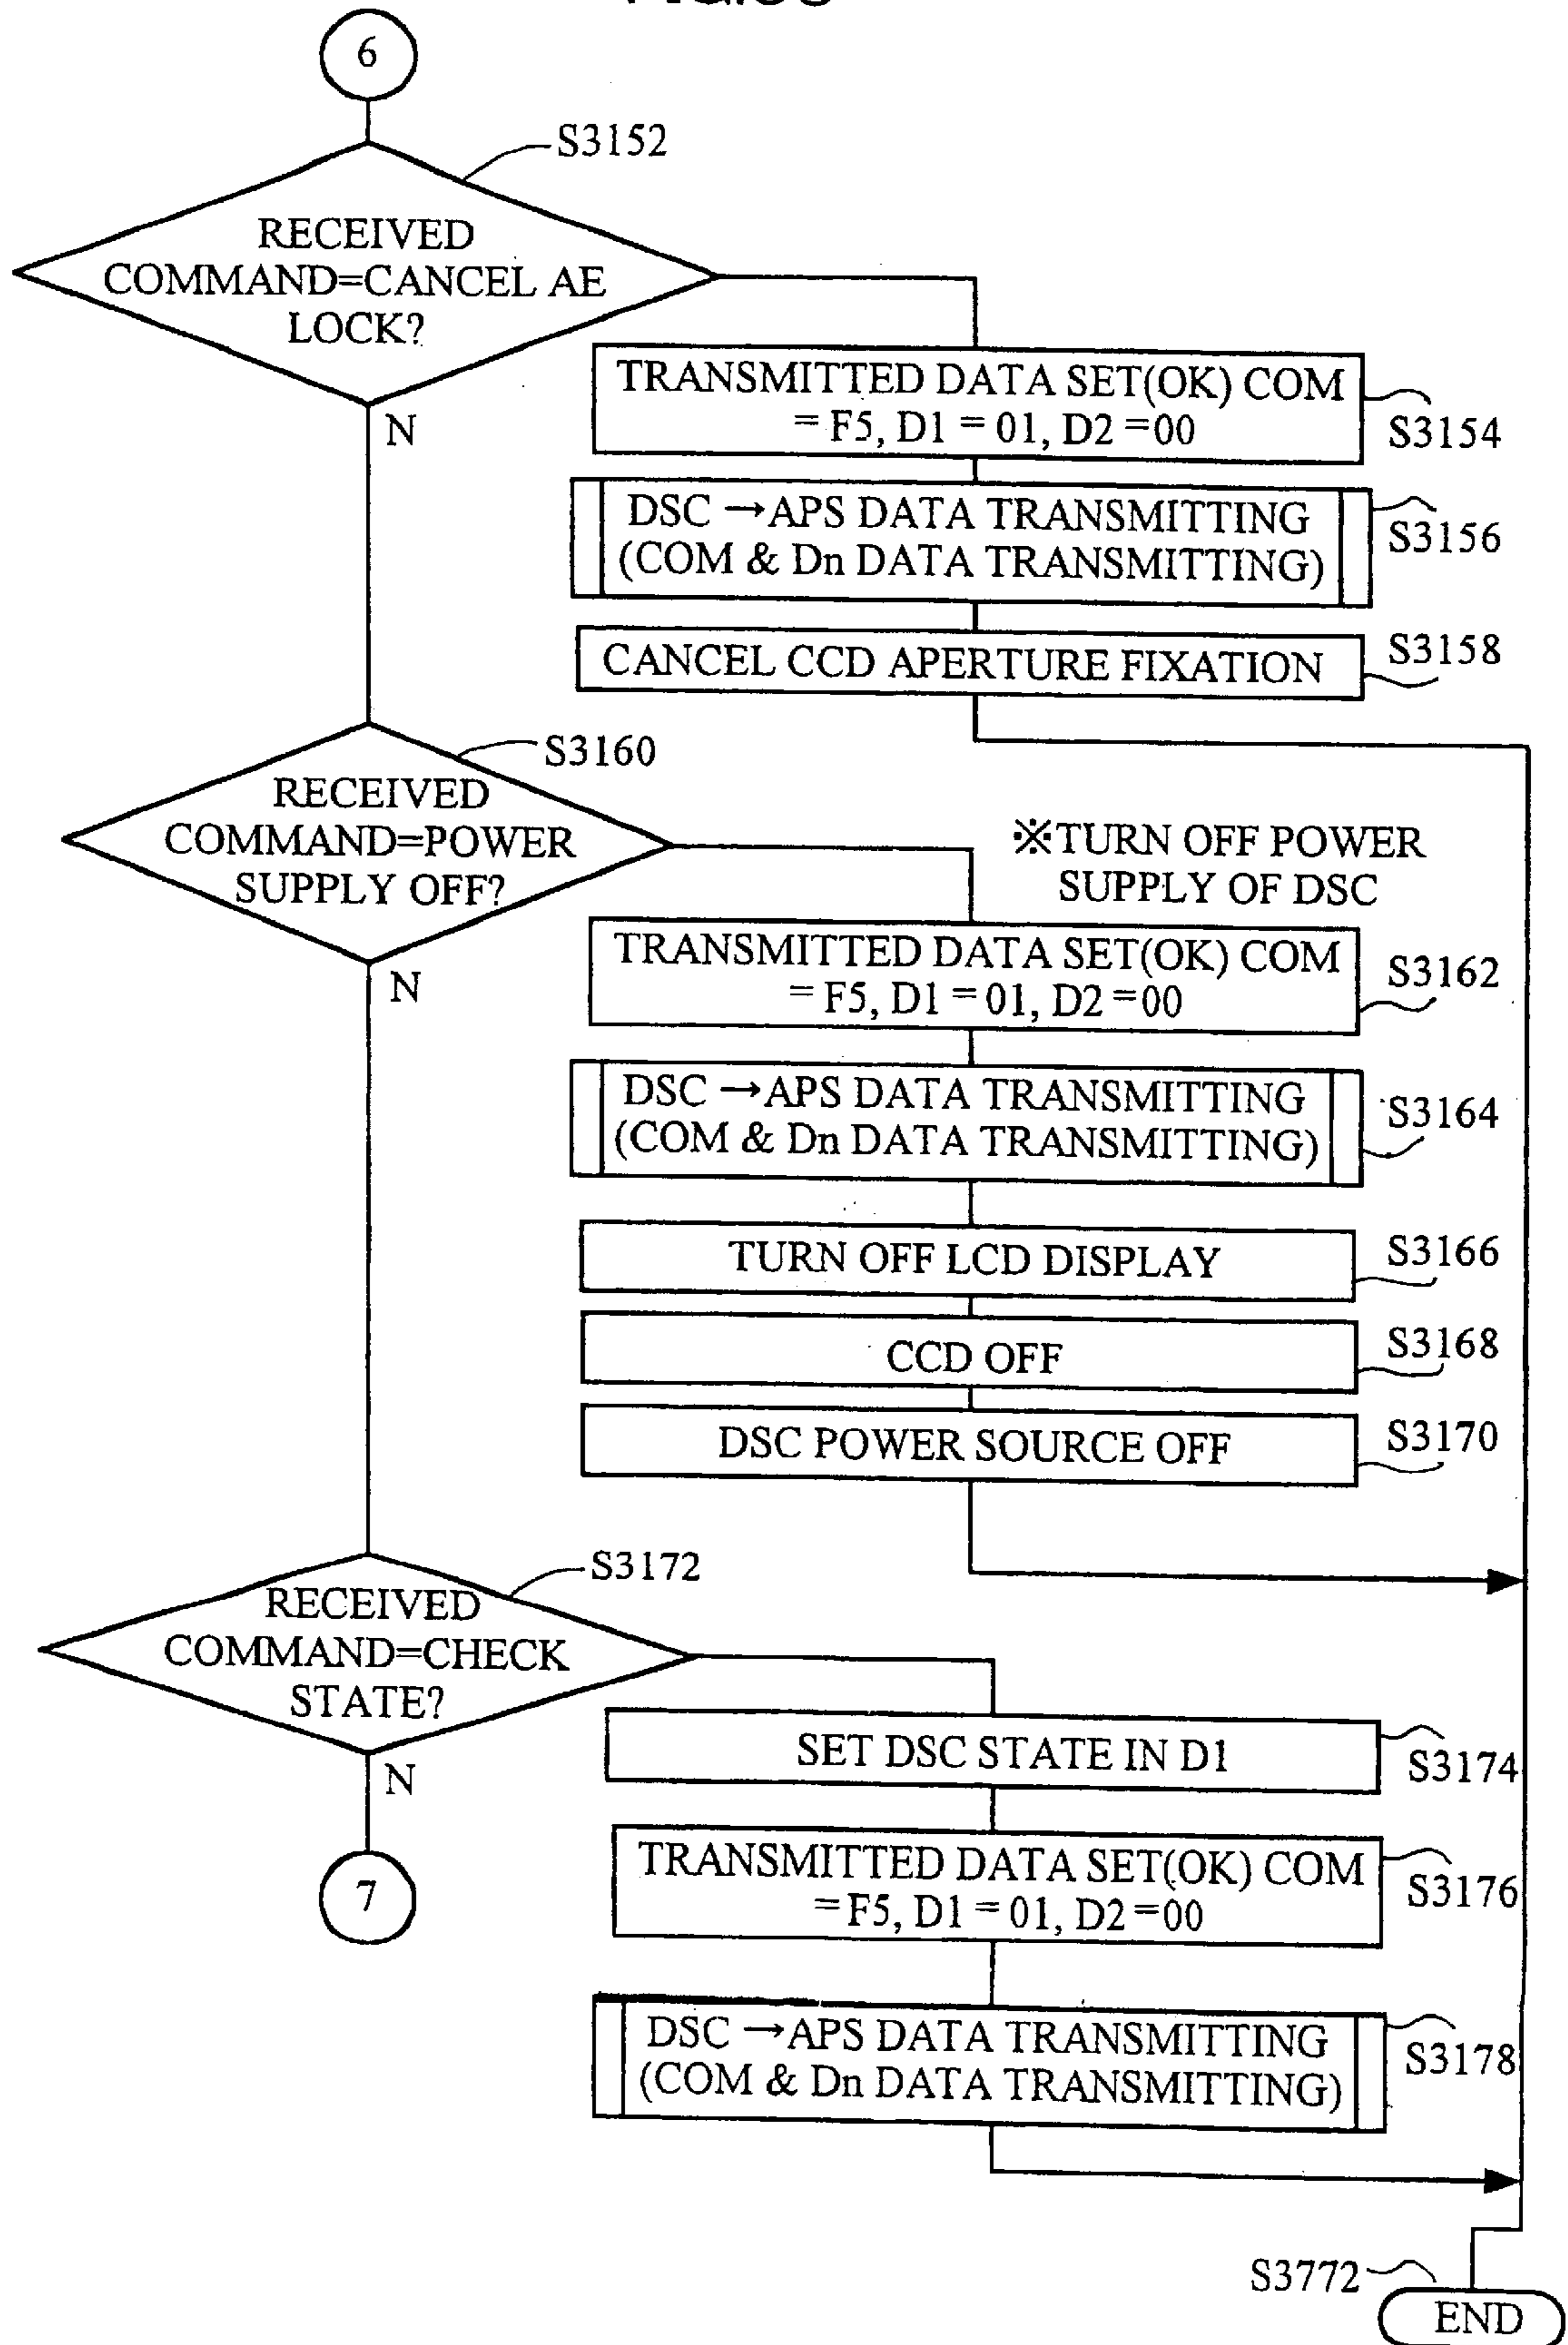 6
S3152
RECEIVED
COMMAND=CANCEL AE
LOCK?
N
TRANSMITTED DATA SET(OK) COM
=F5, D1=01, D2=00
S3154
DSC→APS DATA TRANSMITTING
(COM & Dn DATA TRANSMITTING)
S3156
CANCEL CCD APERTURE FIXATION
S3158
S3160
RECEIVED
COMMAND=POWER
SUPPLY OFF?
N
※TURN OFF POWER
SUPPLY OF DSC
TRANSMITTED DATA SET(OK) COM
=F5, D1=01, D2=00
S3162
DSC→APS DATA TRANSMITTING
(COM & Dn DATA TRANSMITTING)
S3164
TURN OFF LCD DISPLAY
S3166
CCD OFF
S3168
DSC POWER SOURCE OFF
S3170
S3172
RECEIVED
COMMAND=CHECK
STATE?
N
7
SET DSC STATE IN D1
S3174
TRANSMITTED DATA SET(OK) COM
=F5, D1=01, D2=00
S3176
DSC→APS DATA TRANSMITTING
(COM & Dn DATA TRANSMITTING)
S3178
S3772
END